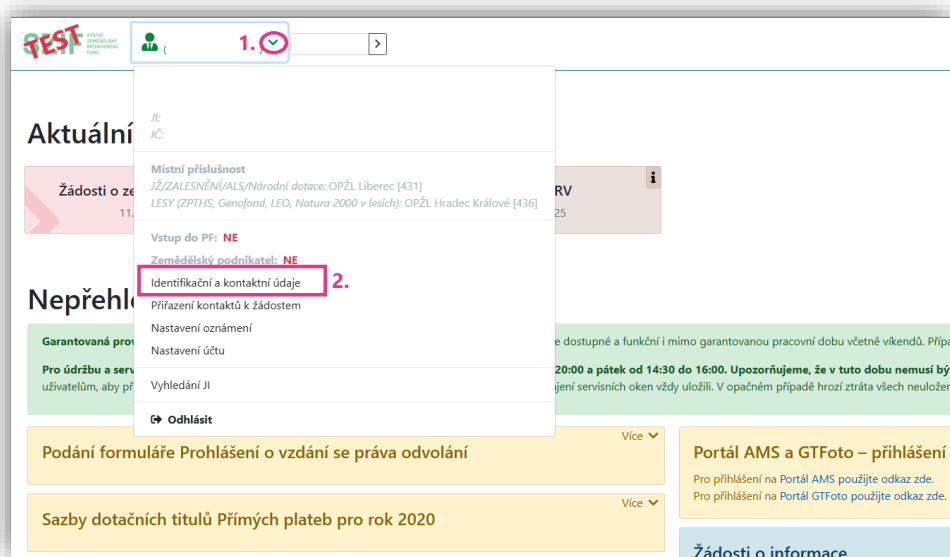 TEST
SZIF
STÁTNÍ
ZEMĚDĚLSKÝ
INTERVENČNÍ
FOND
(
)
1.
>
JI:
IČ:
Aktuální
Místní příslušnost
JŽ/ZALESNĚNÍ/ALS/Národní dotace: OPŽL Liberec [431]
LESY (ZPTHS, Genofond, LEO, Natura 2000 v lesích): OPŽL Hradec Králové [436]
Žádosti o ze
11.
RV
25
i
Vstup do PF: NE
Zemědělský podnikatel: NE
Identifikační a kontaktní údaje
2.
Přiřazení kontaktů k žádostem
Nastavení oznámení
Nastavení účtu
Vyhledání JI
Odhlásit
Nepřehl
Garantovaná prov
e dostupné a funkční i mimo garantovanou pracovní dobu včetně víkendů. Přípa
Pro údržbu a serv
20:00 a pátek od 14:30 do 16:00. Upozorňujeme, že v tuto dobu nemusí bý
uživatelům, aby př
jení servisních oken vždy uložili. V opačném případě hrozí ztráta všech neulože
Více
Podání formuláře Prohlášení o vzdání se práva odvolání
Více
Sazby dotačních titulů Přímých plateb pro rok 2020
Portál AMS a GTFoto – přihlášení
Pro přihlášení na Portál AMS použijte odkaz zde.
Pro přihlášení na Portál GTFoto použijte odkaz zde.
Žádosti o informace